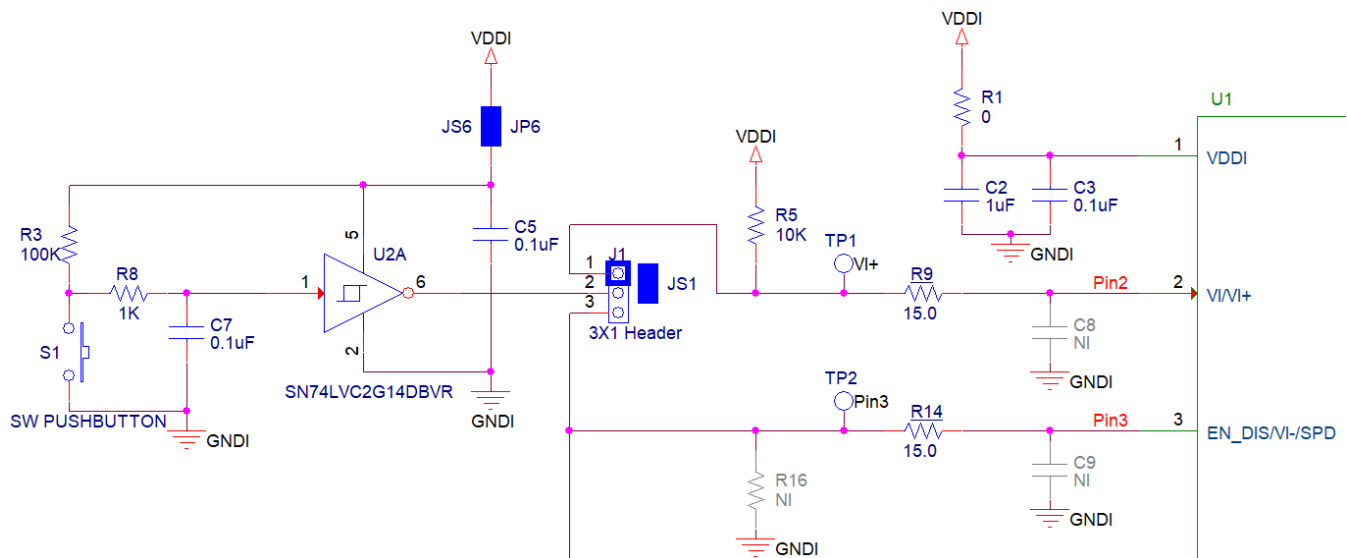 VDDI
JS6
JP6
R3
100K
R8
1K
C7
0.1uF
S1
SW PUSHBUTTON
GNDI
1
5
U2A
6
2
SN74LVC2G14DBVR
C5
0.1uF
GNDI
J1
1
2
3
JS1
3X1 Header
VDDI
R5
10K
TP1
VI+
R9
15.0
VDDI
R1
0
C2
1uF
C3
0.1uF
GNDI
U1
1
VDDI
Pin2
2
VI/VI+
C8
NI
GNDI
TP2
Pin3
R14
15.0
Pin3
3
EN_DIS/VI-/SPD
R16
NI
GNDI
C9
NI
GNDI